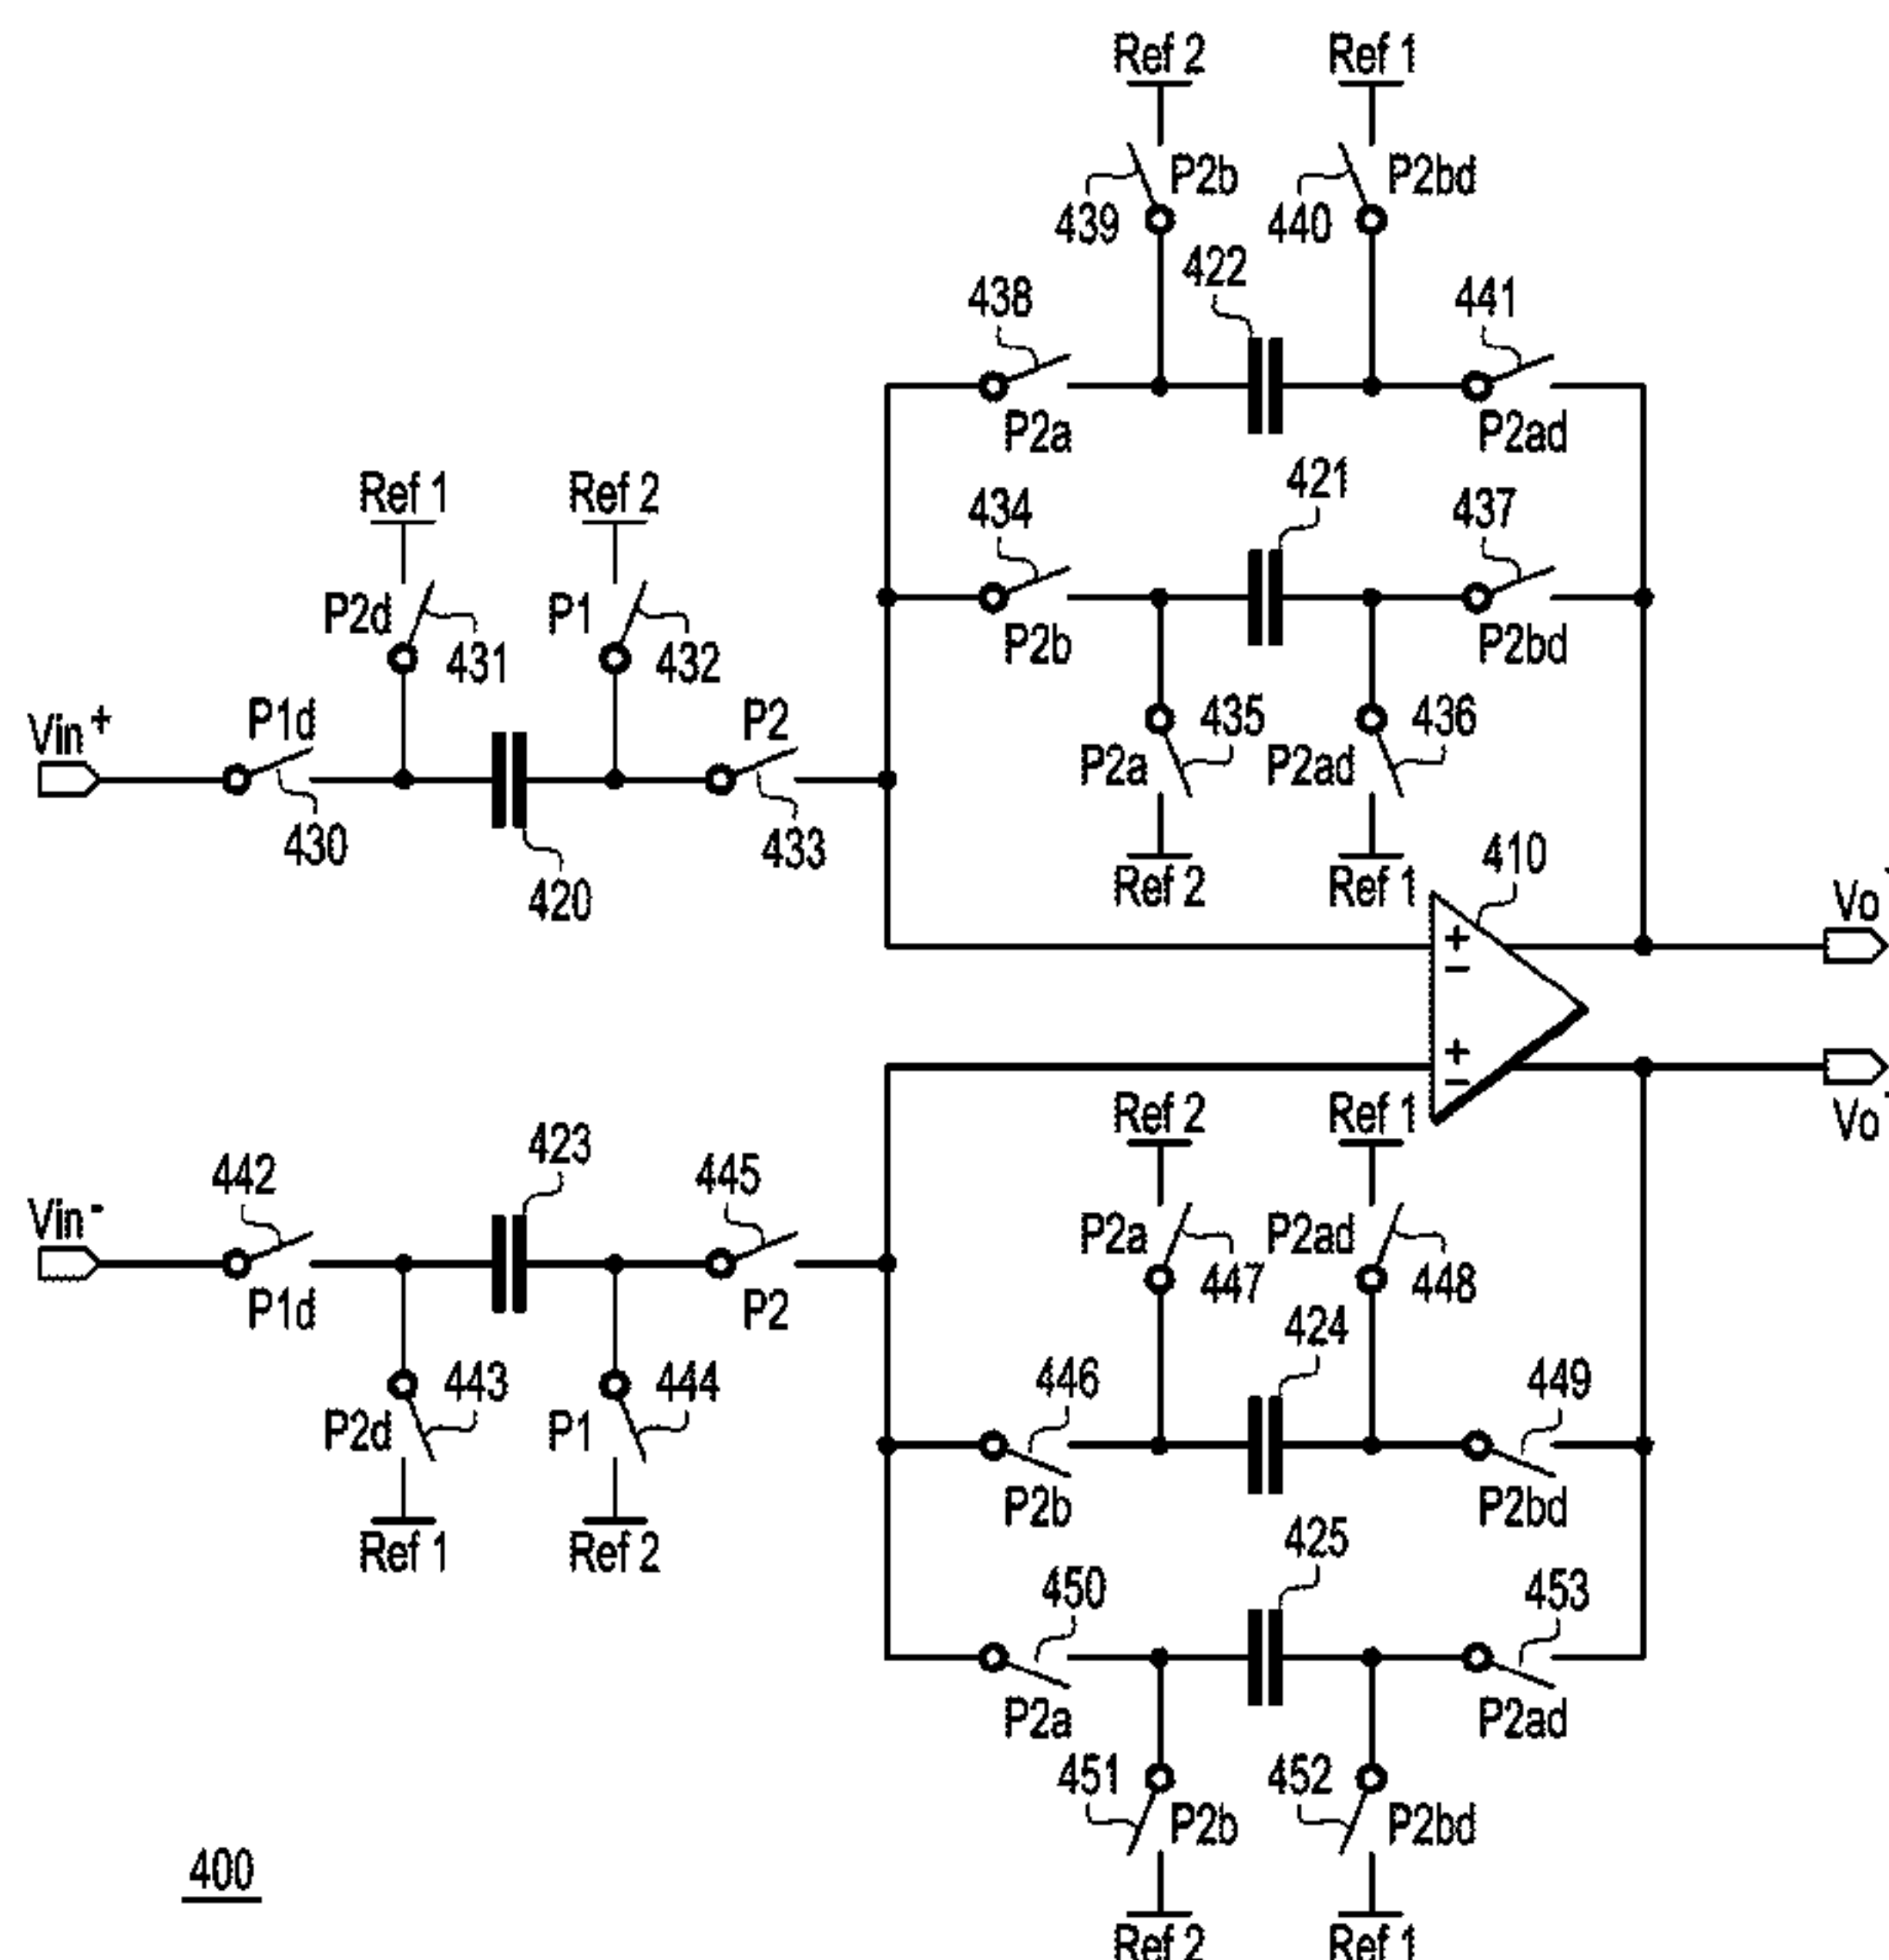 Ref 2 Ref 1
P2b P2bd
439 440
422
438 441
P2a P2ad
421
Ref 1 Ref 2 434 437
P2d P1
431 432 P2b P2bd
Vin+ P1d P2 435 436
P2a P2ad
430 433
420 Ref 2 Ref 1 410
+
-
Vo
+
-
Vo
Ref 2 Ref 1
423
442 445
Vin- P2a P2ad
447 448
P1d P2 424
443 444 446 449
P2d P1
P2b P2bd
Ref 1 Ref 2 425
450 453
P2a P2ad
451 452
P2b P2bd
400
Ref 2 Ref 1